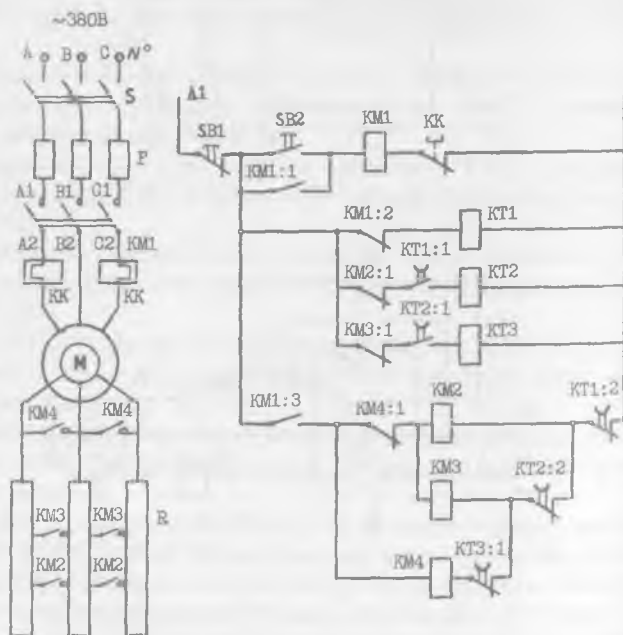 ~380В
A B C N°
S
A1
SB1
SB2
KM1
KK
F
KM1:1
A1 B1 C1
A2 B2 C2 KM1
KM1:2
KT1
KK KK
KM2:1
KT1:1
KT2
KT2:1
KM3:1
KT3
M
KM4 KM4
KM1:3
KM4:1
KM2
KT1:2
KM3
KT2:2
KM3 KM3
R
KM4
KT3:1
KM2 KM2